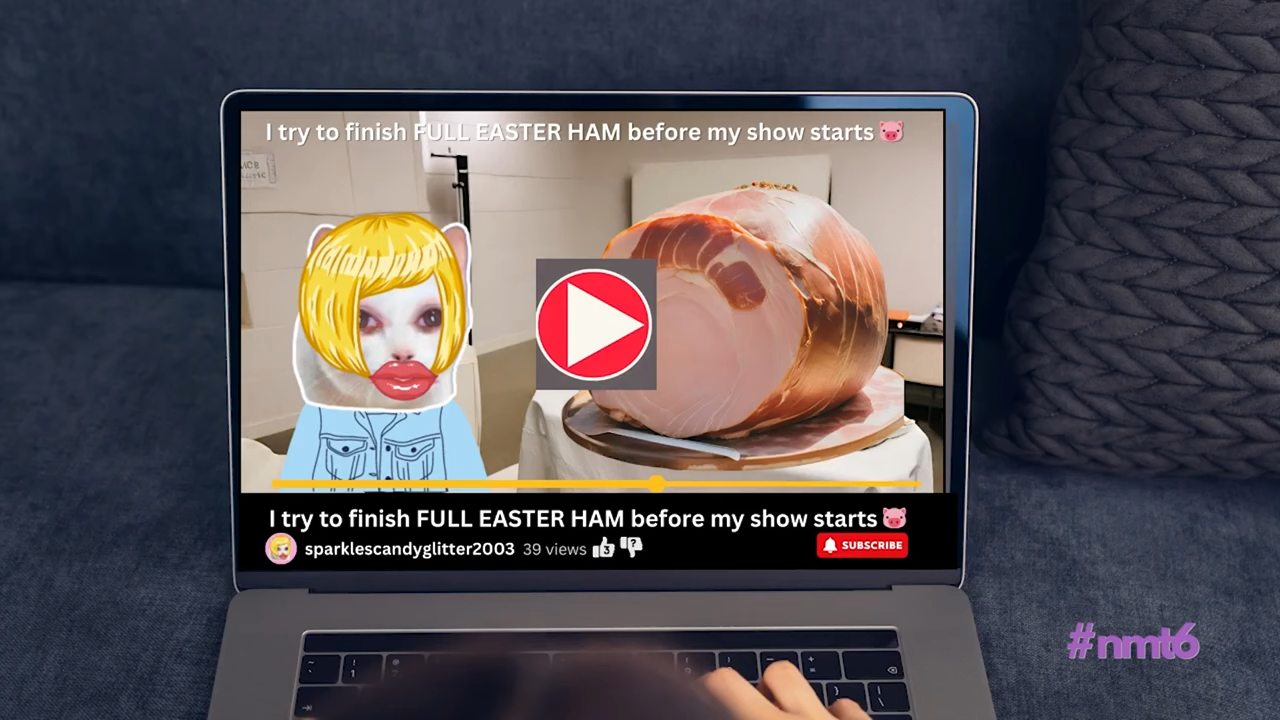 I try to finish FULL EASTER HAM before my show starts 🐷
I try to finish FULL EASTER HAM before my show starts 🐷
sparklescandyglitter2003 39 views 3 ? SUBSCRIBE
#nmt6